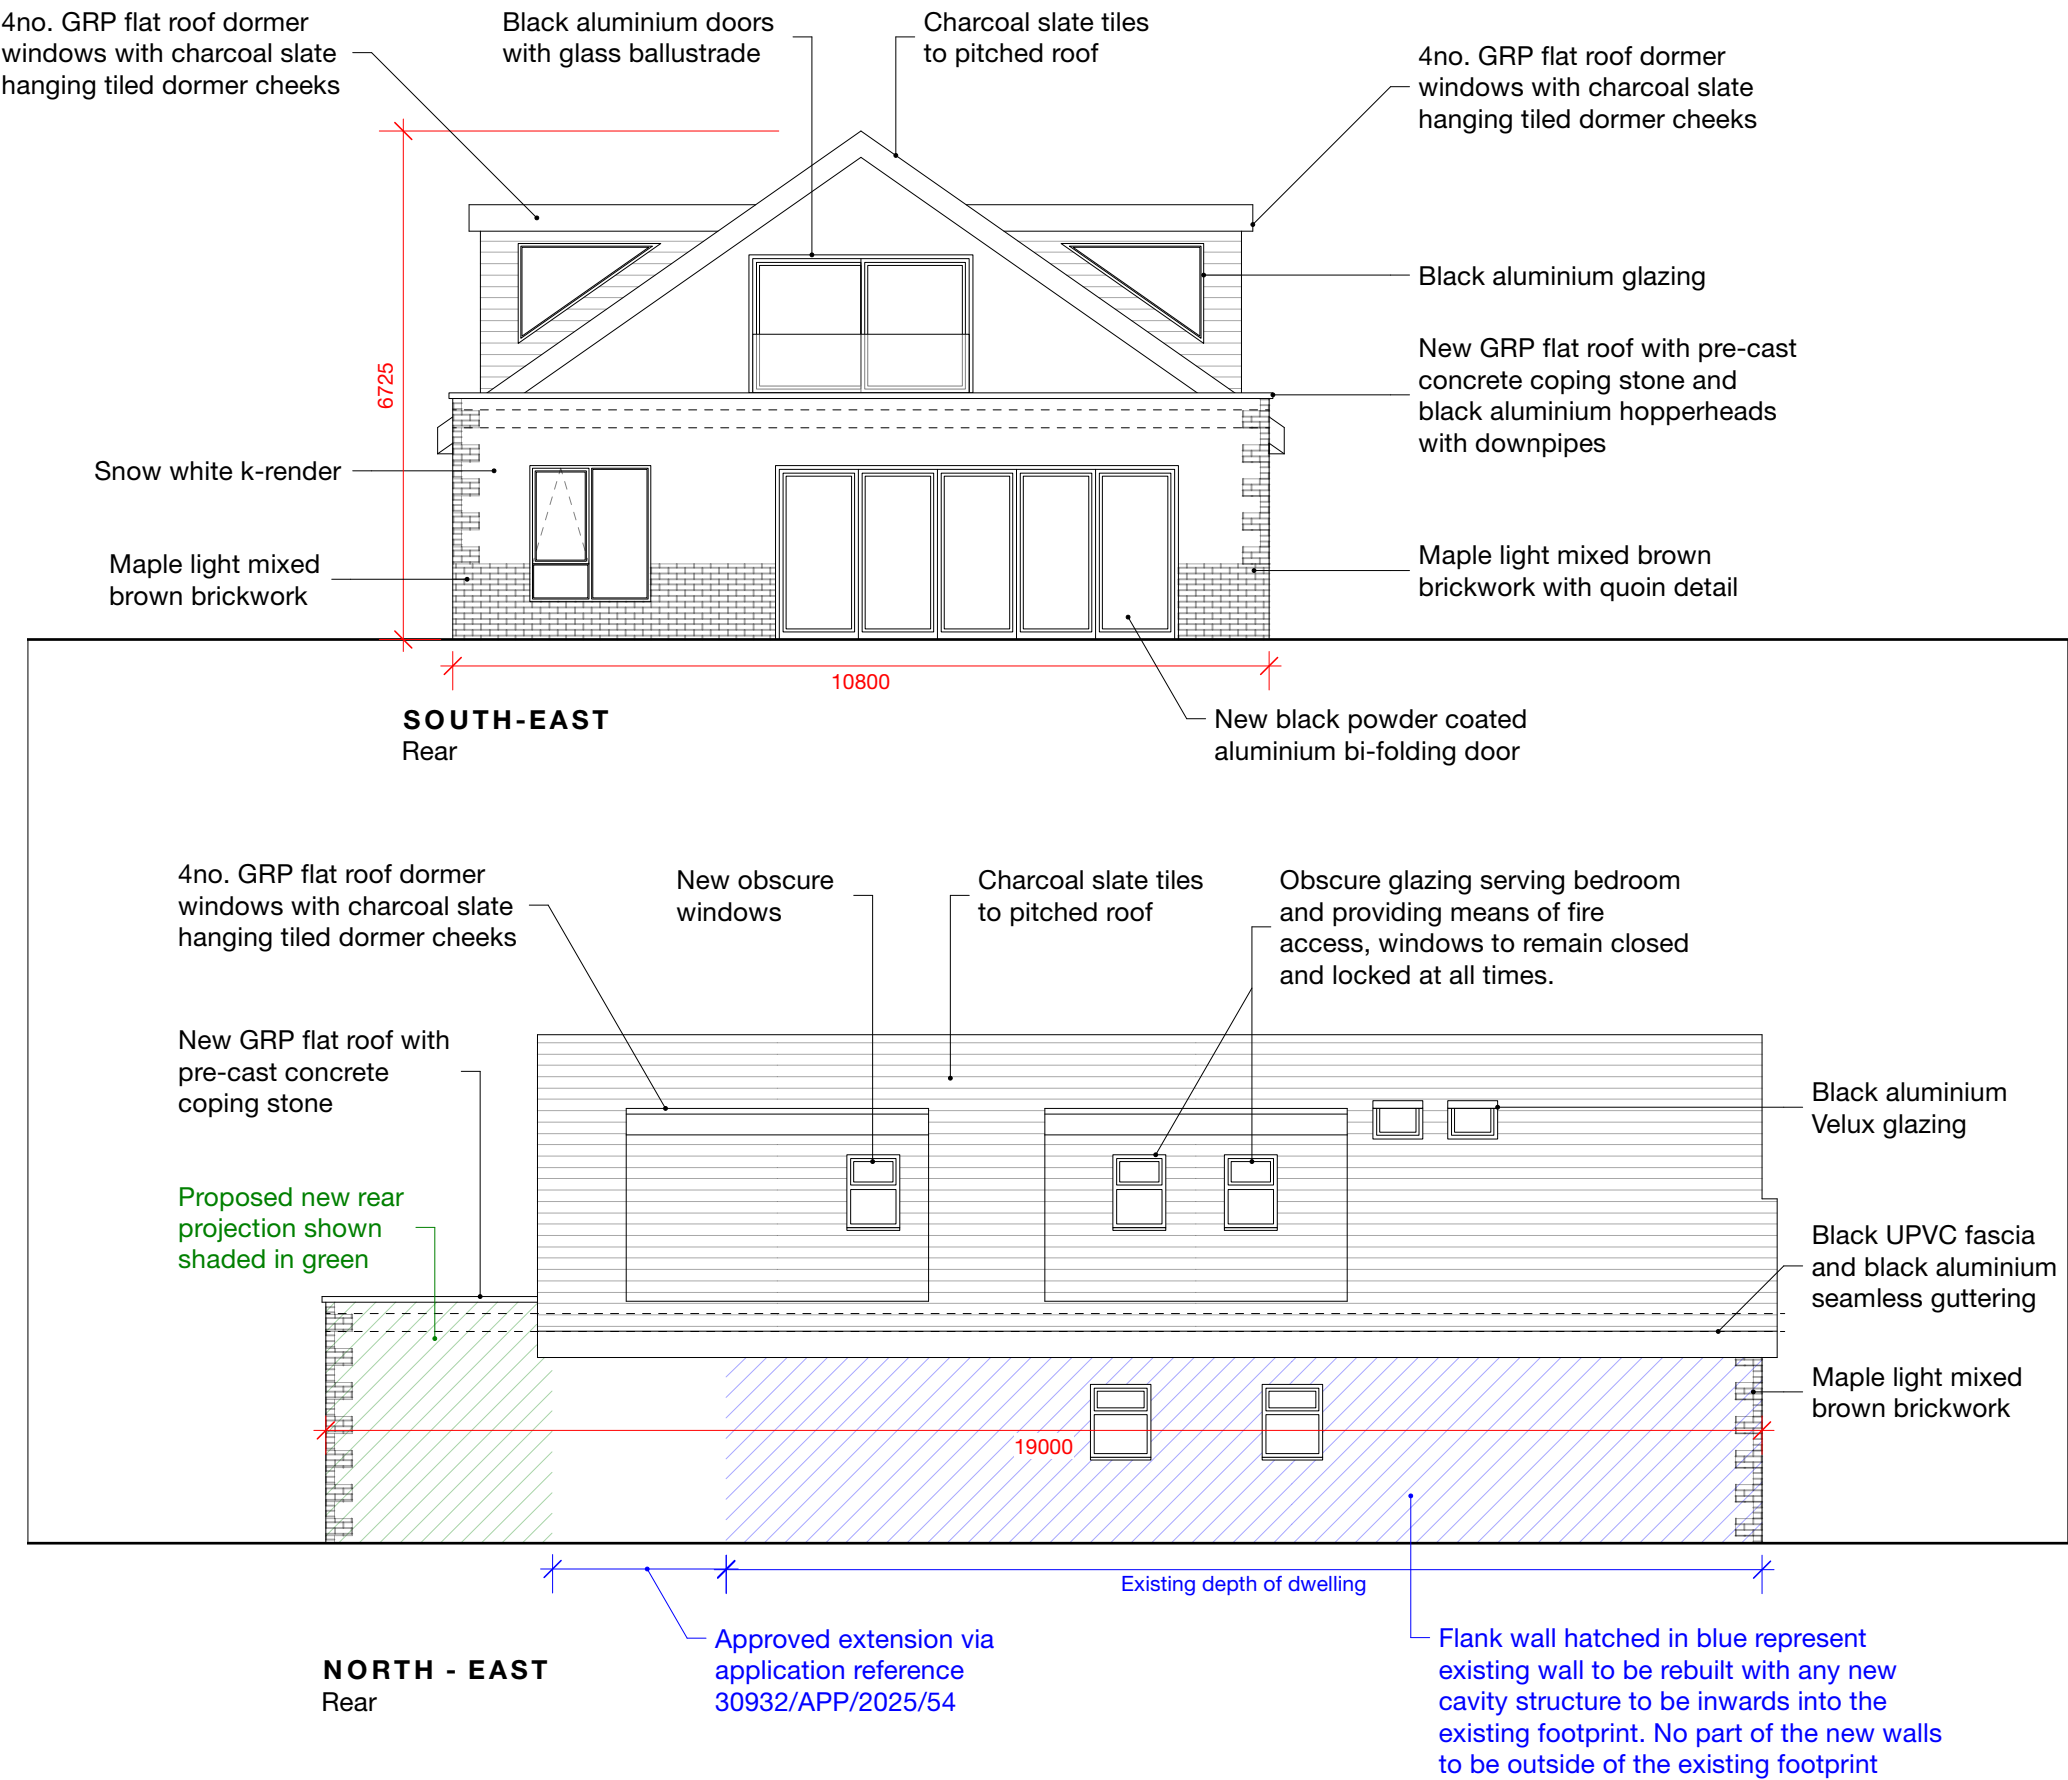 4no. GRP flat roof dormer
windows with charcoal slate
hanging tiled dormer cheeks
Black aluminium doors
with glass ballustrade
Charcoal slate tiles
to pitched roof
4no. GRP flat roof dormer
windows with charcoal slate
hanging tiled dormer cheeks
Black aluminium glazing
New GRP flat roof with pre-cast
concrete coping stone and
black aluminium hopperheads
with downpipes
6725
Snow white k-render
Maple light mixed
brown brickwork
Maple light mixed brown
brickwork with quoin detail
10800
SOUTH-EAST
Rear
New black powder coated
aluminium bi-folding door
4no. GRP flat roof dormer
windows with charcoal slate
hanging tiled dormer cheeks
New obscure
windows
Charcoal slate tiles
to pitched roof
Obscure glazing serving bedroom
and providing means of fire
access, windows to remain closed
and locked at all times.
New GRP flat roof with
pre-cast concrete
coping stone
Black aluminium
Velux glazing
Proposed new rear
projection shown
shaded in green
Black UPVC fascia
and black aluminium
seamless guttering
Maple light mixed
brown brickwork
19000
Existing depth of dwelling
Approved extension via
application reference
30932/APP/2025/54
NORTH - EAST
Rear
Flank wall hatched in blue represent
existing wall to be rebuilt with any new
cavity structure to be inwards into the
existing footprint. No part of the new walls
to be outside of the existing footprint